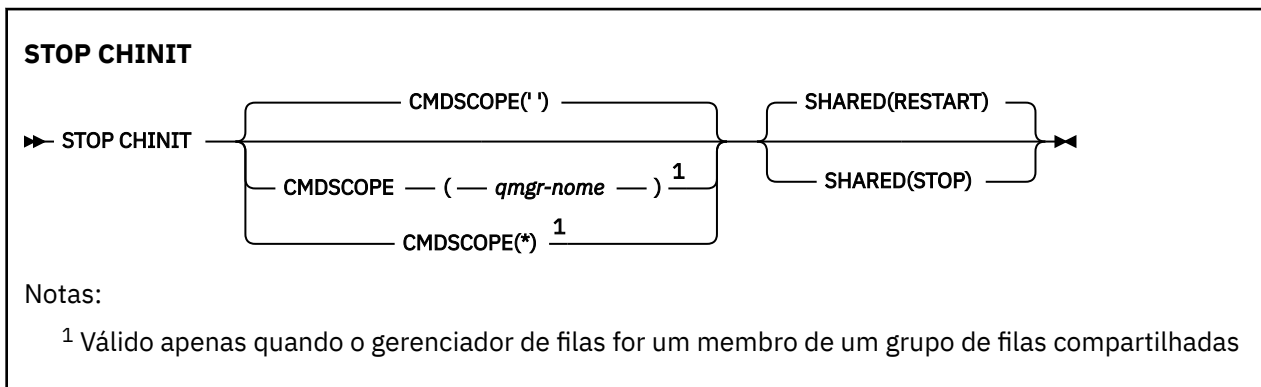 STOP CHINIT
CMDSCOPE(' ') SHARED(RESTART)
STOP CHINIT
CMDSCOPE ( qmgr-nome ) 1 SHARED(STOP)
CMDSCOPE(*) 1
Notas:
1 Válido apenas quando o gerenciador de filas for um membro de um grupo de filas compartilhadas